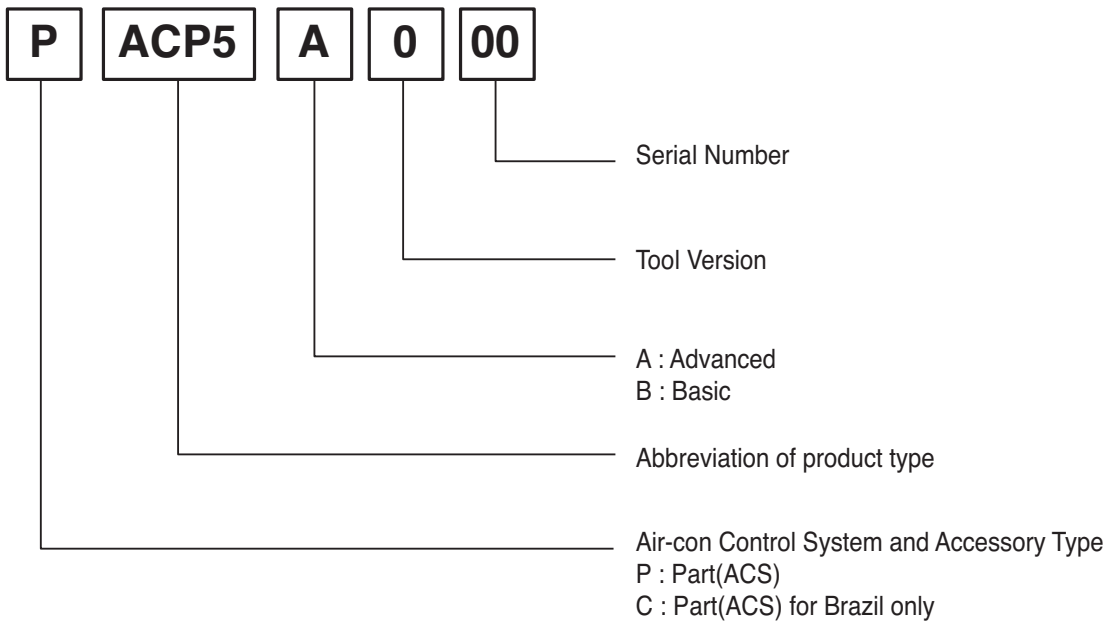 P ACP5 A 0 00
Serial Number
Tool Version
A : Advanced
B : Basic
Abbreviation of product type
Air-con Control System and Accessory Type
P : Part(ACS)
C : Part(ACS) for Brazil only